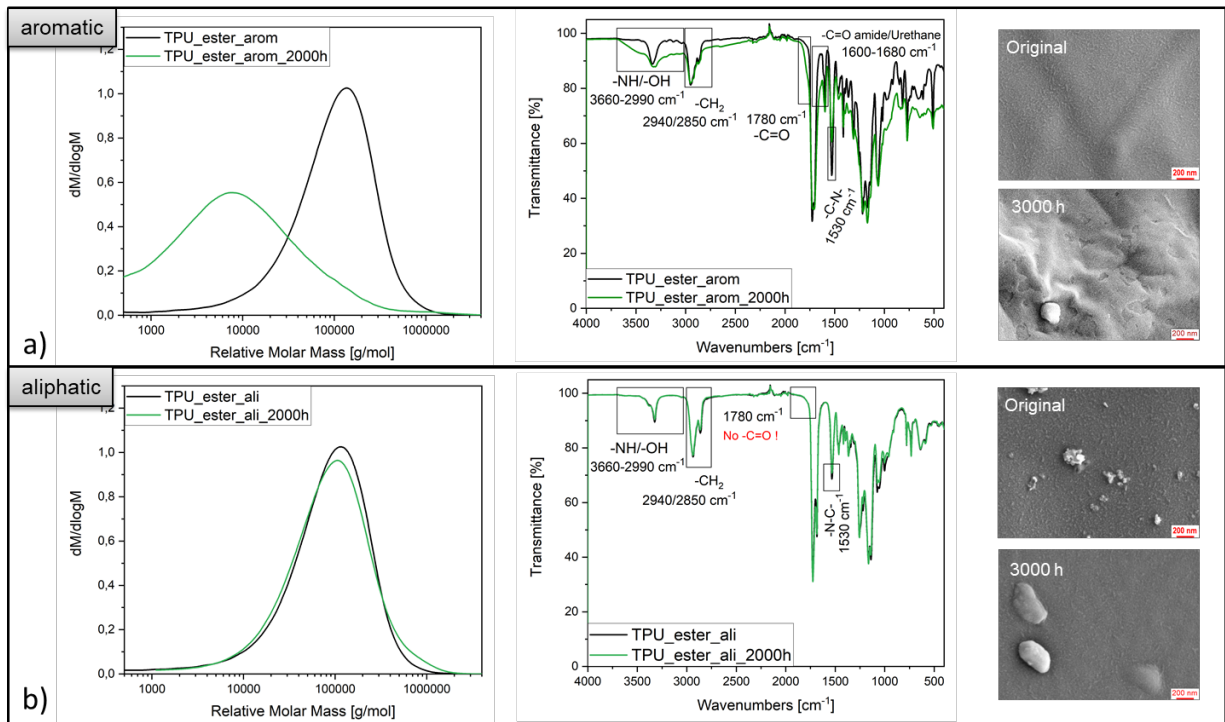 aromatic
TPU_ester_arom
TPU_ester_arom_2000h
1,4
1,2
1,0
0,8
0,6
0,4
0,2
0,0
dM/dlogM
1000
10000
100000
1000000
Relative Molar Mass [g/mol]
a)
100
80
60
40
20
0
Transmittance [%]
-NH/-OH
3660-2990 cm-1
-CH2
2940/2850 cm-1
1780 cm-1
-C=O
-C=O amide/Urethane
1600-1680 cm-1
-C-N-
1530 cm-1
TPU_ester_arom
TPU_ester_arom_2000h
4000
3500
3000
2500
2000
1500
1000
500
Wavenumbers [cm-1]
Original
200 nm
3000 h
200 nm
aliphatic
TPU_ester_ali
TPU_ester_ali_2000h
1,4
1,2
1,0
0,8
0,6
0,4
0,2
0,0
dM/dlogM
1000
10000
100000
1000000
Relative Molar Mass [g/mol]
b)
100
80
60
40
20
0
Transmittance [%]
-NH/-OH
3660-2990 cm-1
-CH2
2940/2850 cm-1
1780 cm-1
No -C=O !
-N-C-
1530 cm-1
TPU_ester_ali
TPU_ester_ali_2000h
4000
3500
3000
2500
2000
1500
1000
500
Wavenumbers [cm-1]
Original
200 nm
3000 h
200 nm